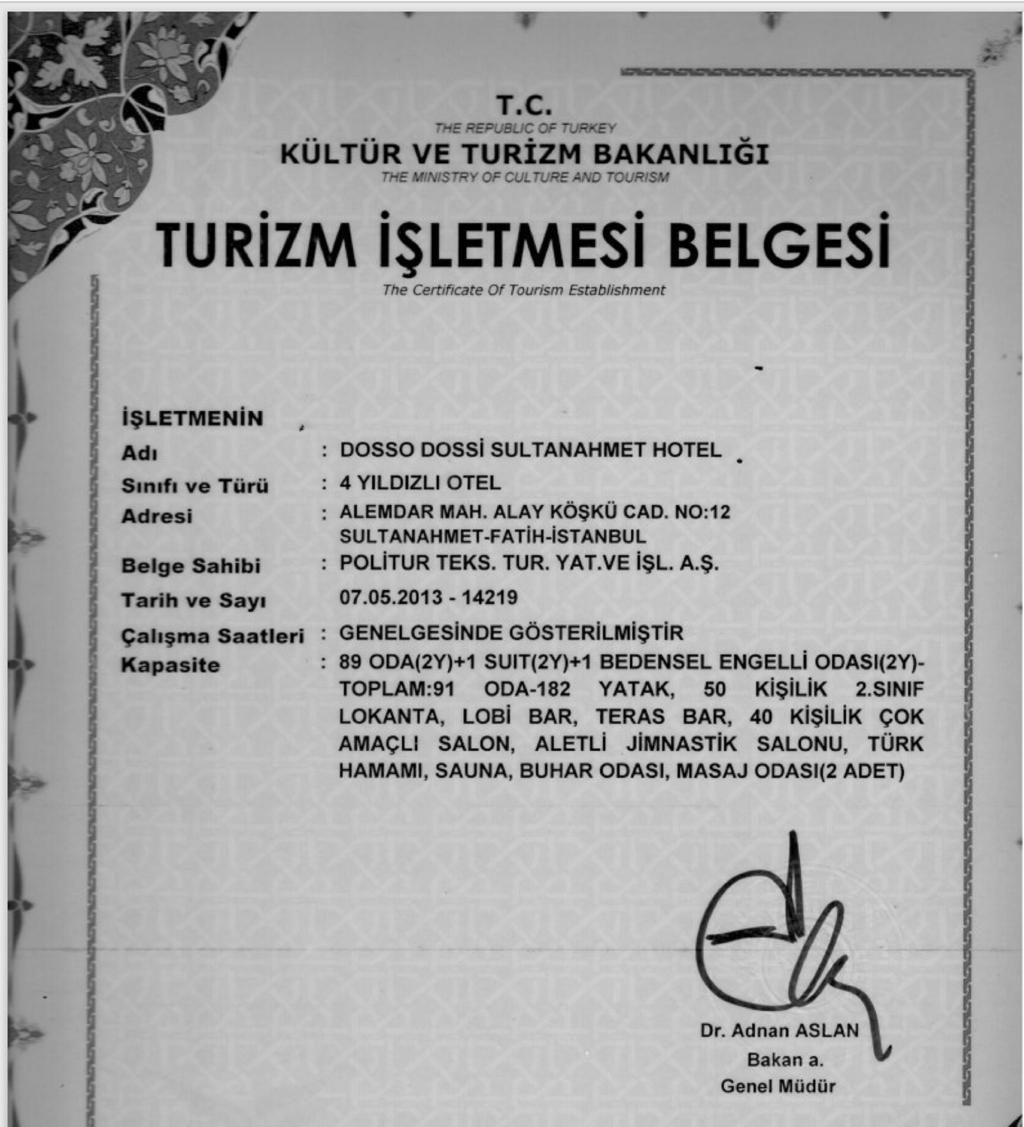 T.C.
THE REPUBLIC OF TURKEY
KÜLTÜR VE TURİZM BAKANLIĞI
THE MINISTRY OF CULTURE AND TOURISM
TURİZM İŞLETMESİ BELGESİ
The Certificate Of Tourism Establishment
İŞLETMENİN
Adı : DOSSO DOSSİ SULTANAHMET HOTEL
Sınıfı ve Türü : 4 YILDIZLI OTEL
Adresi : ALEMDAR MAH. ALAY KÖŞKÜ CAD. NO:12
SULTANAHMET-FATİH-İSTANBUL
Belge Sahibi : POLİTUR TEKS. TUR. YAT.VE İŞL. A.Ş.
Tarih ve Sayı 07.05.2013 - 14219
Çalışma Saatleri : GENELGESİNDE GÖSTERİLMİŞTİR
Kapasite : 89 ODA(2Y)+1 SUIT(2Y)+1 BEDENSEL ENGELLİ ODASI(2Y)-
TOPLAM:91 ODA-182 YATAK, 50 KİŞİLİK 2.SINIF
LOKANTA, LOBİ BAR, TERAS BAR, 40 KİŞİLİK ÇOK
AMAÇLI SALON, ALETLİ JİMNASTİK SALONU, TÜRK
HAMAMI, SAUNA, BUHAR ODASI, MASAJ ODASI(2 ADET)
Dr. Adnan ASLAN
Bakan a.
Genel Müdür